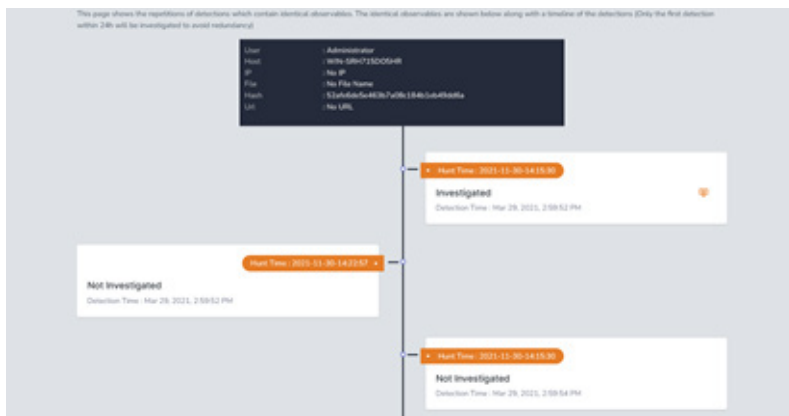 This page shows the repetitions of detections which contain identical observables. The identical observables are shown below along with a timeline of the detections (Only the first detection
within 24h will be investigated to avoid redundancy)
User : Administrator
Host : WIN-SRH715DO5HR
IP : No IP
File : No File Name
Hash :
Url : No URL
Hunt Time : 2021-11-30-14:15:30
Investigated
Detection Time : Mar 29, 2021, 2:59:52 PM
Hunt Time : 2021-11-30-14:22:57
Not Investigated
Detection Time : Mar 29, 2021, 2:59:52 PM
Hunt Time : 2021-11-30-14:15:30
Not Investigated
Detection Time : Mar 29, 2021, 2:59:54 PM